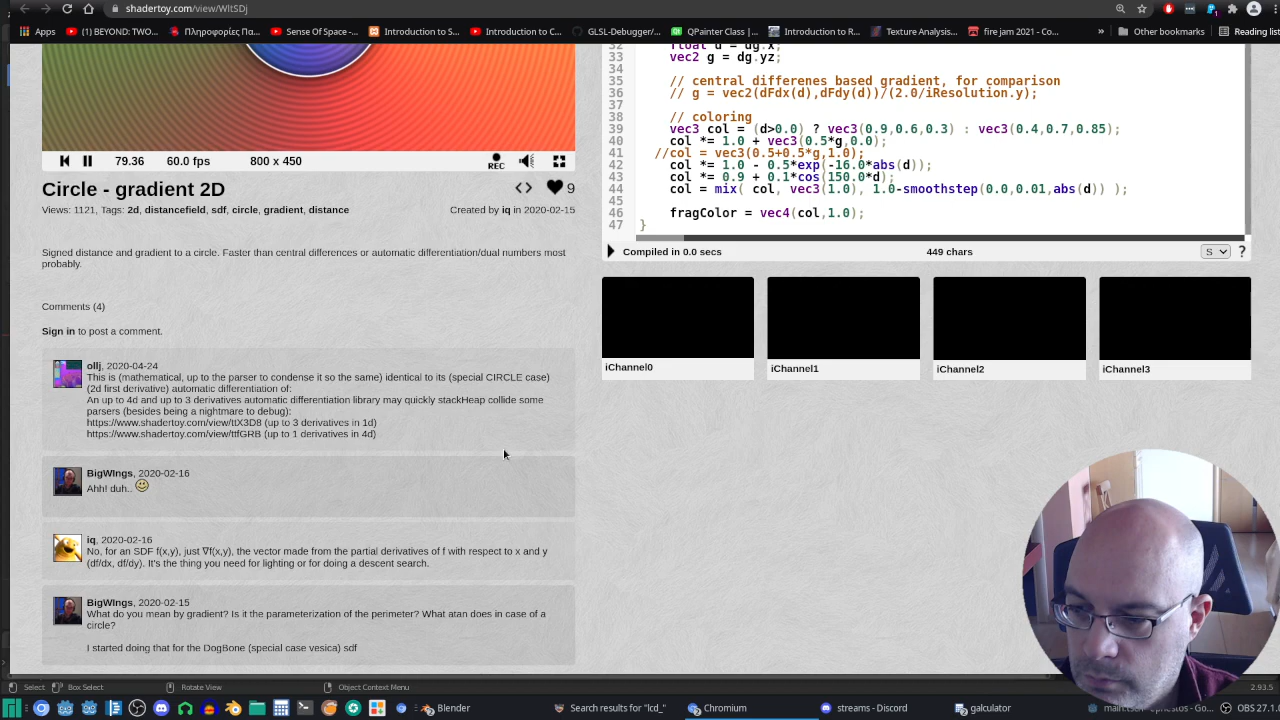 shadertoy.com/view/WltSDj
Apps
(1) BEYOND: TWO...
Πληροφορίες Πα...
Sense Of Space -...
Introduction to S...
Introduction to C...
GLSL-Debugger/...
QPainter Class |...
Introduction to R...
Texture Analysis...
fire jam 2021 - Co...
»
Other bookmarks
Reading list
32 float d = dg.x;
33 vec2 g = dg.yz;
34
35 // central differenes based gradient, for comparison
36 // g = vec2(dFdx(d),dFdy(d))/(2.0/iResolution.y);
37
38 // coloring
39 vec3 col = (d>0.0) ? vec3(0.9,0.6,0.3) : vec3(0.4,0.7,0.85);
40 col *= 1.0 + vec3(0.5*g,0.0);
41 //col = vec3(0.5+0.5*g,1.0);
42 col *= 1.0 - 0.5*exp(-16.0*abs(d));
43 col *= 0.9 + 0.1*cos(150.0*d);
44 col = mix( col, vec3(1.0), 1.0-smoothstep(0.0,0.01,abs(d)) );
45
46 fragColor = vec4(col,1.0);
47 }
79.36 60.0 fps 800 x 450 REC
Compiled in 0.0 secs 449 chars S ?
Circle - gradient 2D <> 9
Views: 1121, Tags: 2d, distancefield, sdf, circle, gradient, distance Created by iq in 2020-02-15
Signed distance and gradient to a circle. Faster than central differences or automatic differentiation/dual numbers most
probably.
Comments (4)
Sign in to post a comment.
iChannel0 iChannel1 iChannel2 iChannel3
ollj, 2020-04-24
This is (mathematical, up to the parser to condense it so the same) identical to its (special CIRCLE case)
(2d first derivative) automatic differentiation of:
An up to 4d and up to 3 derivatives automatic differentiation library may quickly stackHeap collide some
parsers (besides being a nightmare to debug):
https://www.shadertoy.com/view/ttX3D8 (up to 3 derivatives in 1d)
https://www.shadertoy.com/view/ttfGRB (up to 1 derivatives in 4d)
BigWIngs, 2020-02-16
Ahh! duh..
iq, 2020-02-16
No, for an SDF f(x,y), just ∇f(x,y), the vector made from the partial derivatives of f with respect to x and y
(df/dx, df/dy). It's the thing you need for lighting or for doing a descent search.
BigWIngs, 2020-02-15
What do you mean by gradient? Is it the parameterization of the perimeter? What atan does in case of a
circle?
I started doing that for the DogBone (special case vesica) sdf
Select Box Select Rotate View Object Context Menu 2.93.5
Blender Search results for "lcd_" Chromium streams - Discord galculator